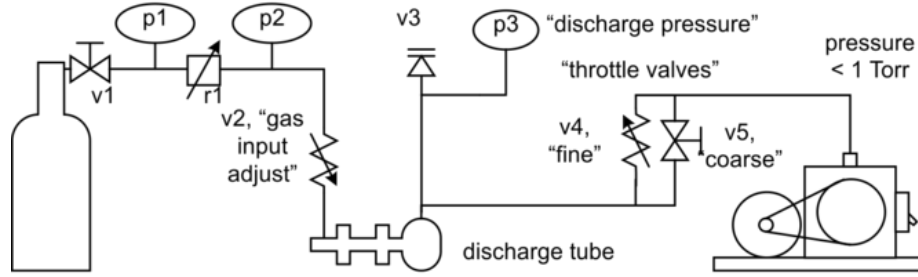 p1
p2
v3
p3
"discharge pressure"
pressure
< 1 Torr
"throttle valves"
v1
r1
v2, "gas
input
adjust"
v4,
"fine"
v5,
"coarse"
discharge tube